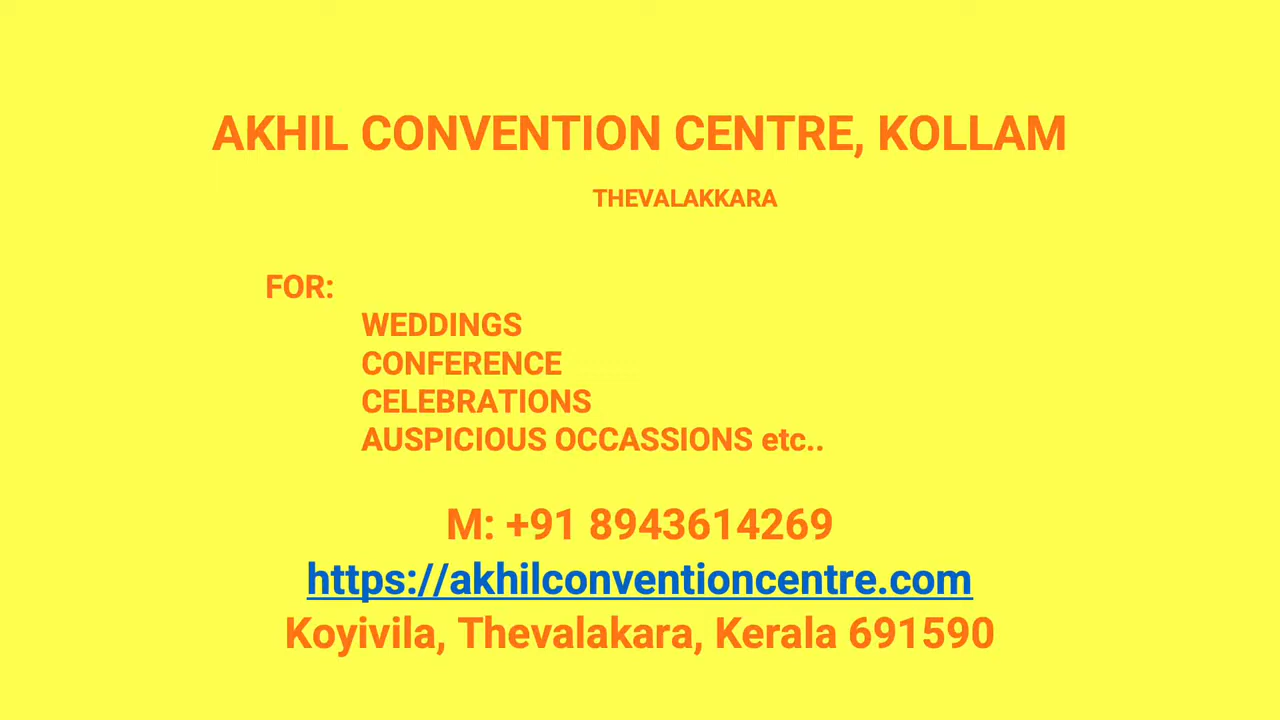 AKHIL CONVENTION CENTRE, KOLLAM
THEVALAKKARA
FOR:
WEDDINGS
CONFERENCE
CELEBRATIONS
AUSPICIOUS OCCASSIONS etc..
M: +91 8943614269
https://akhilconventioncentre.com
Koyivila, Thevalakara, Kerala 691590